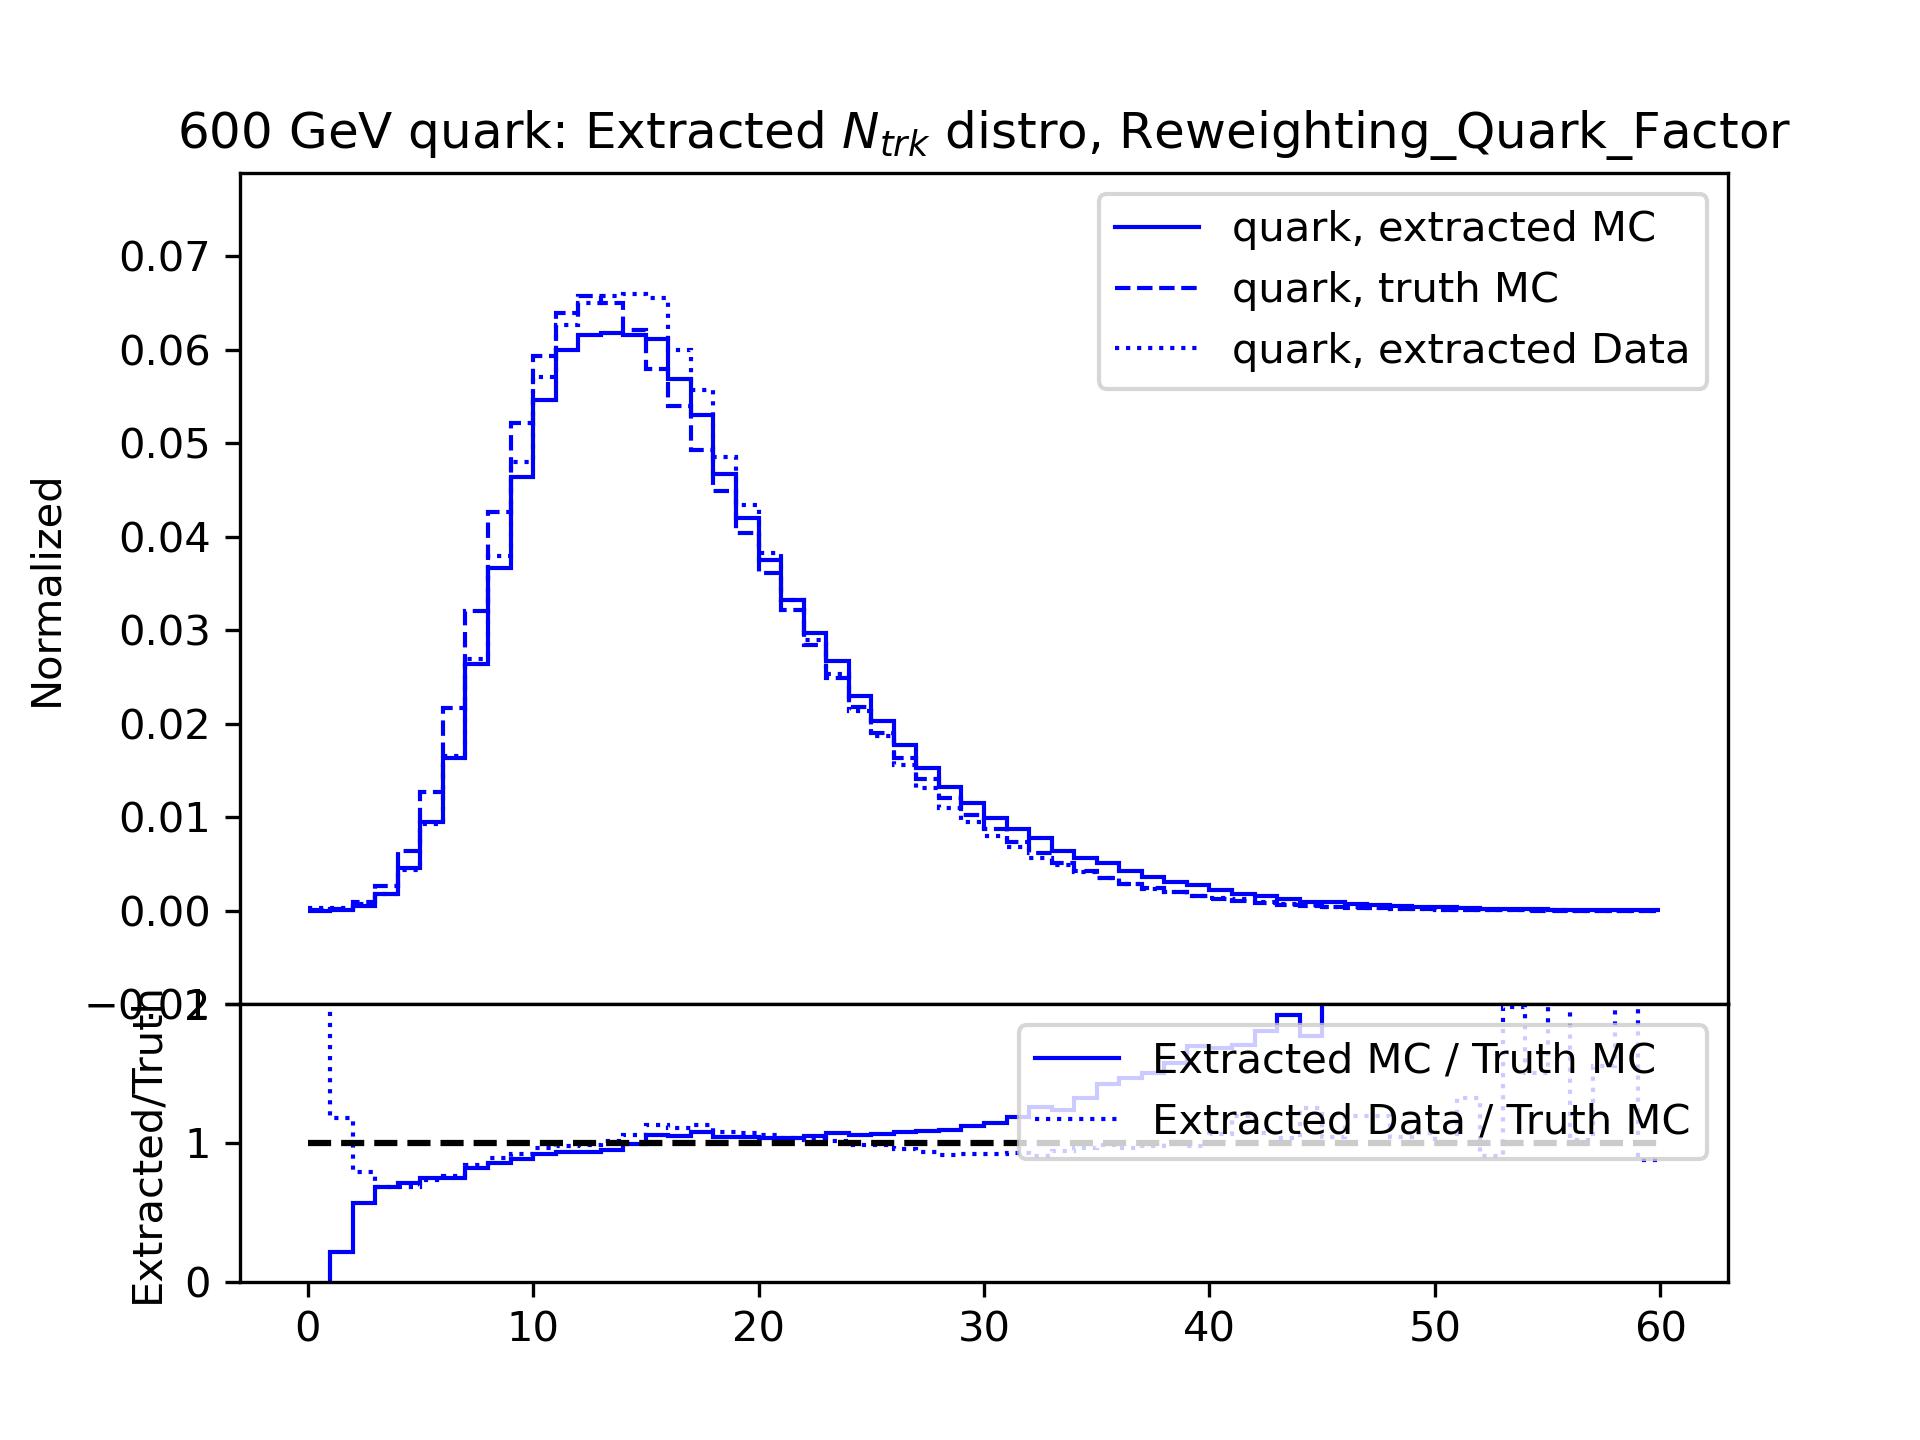 600 GeV quark: Extracted N_trk distro, Reweighting_Quark_Factor
quark, extracted MC
quark, truth MC
quark, extracted Data
Normalized
0.07
0.06
0.05
0.04
0.03
0.02
0.01
0.00
−0.01
Extracted/Truth
2
1
0
Extracted MC / Truth MC
Extracted Data / Truth MC
0 10 20 30 40 50 60